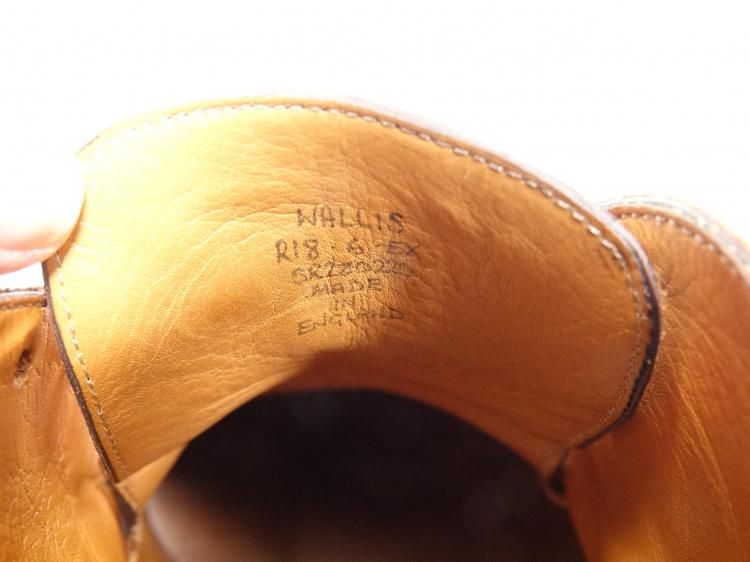 WALLIS
R18 6 EX
MADE
IN
ENGLAND